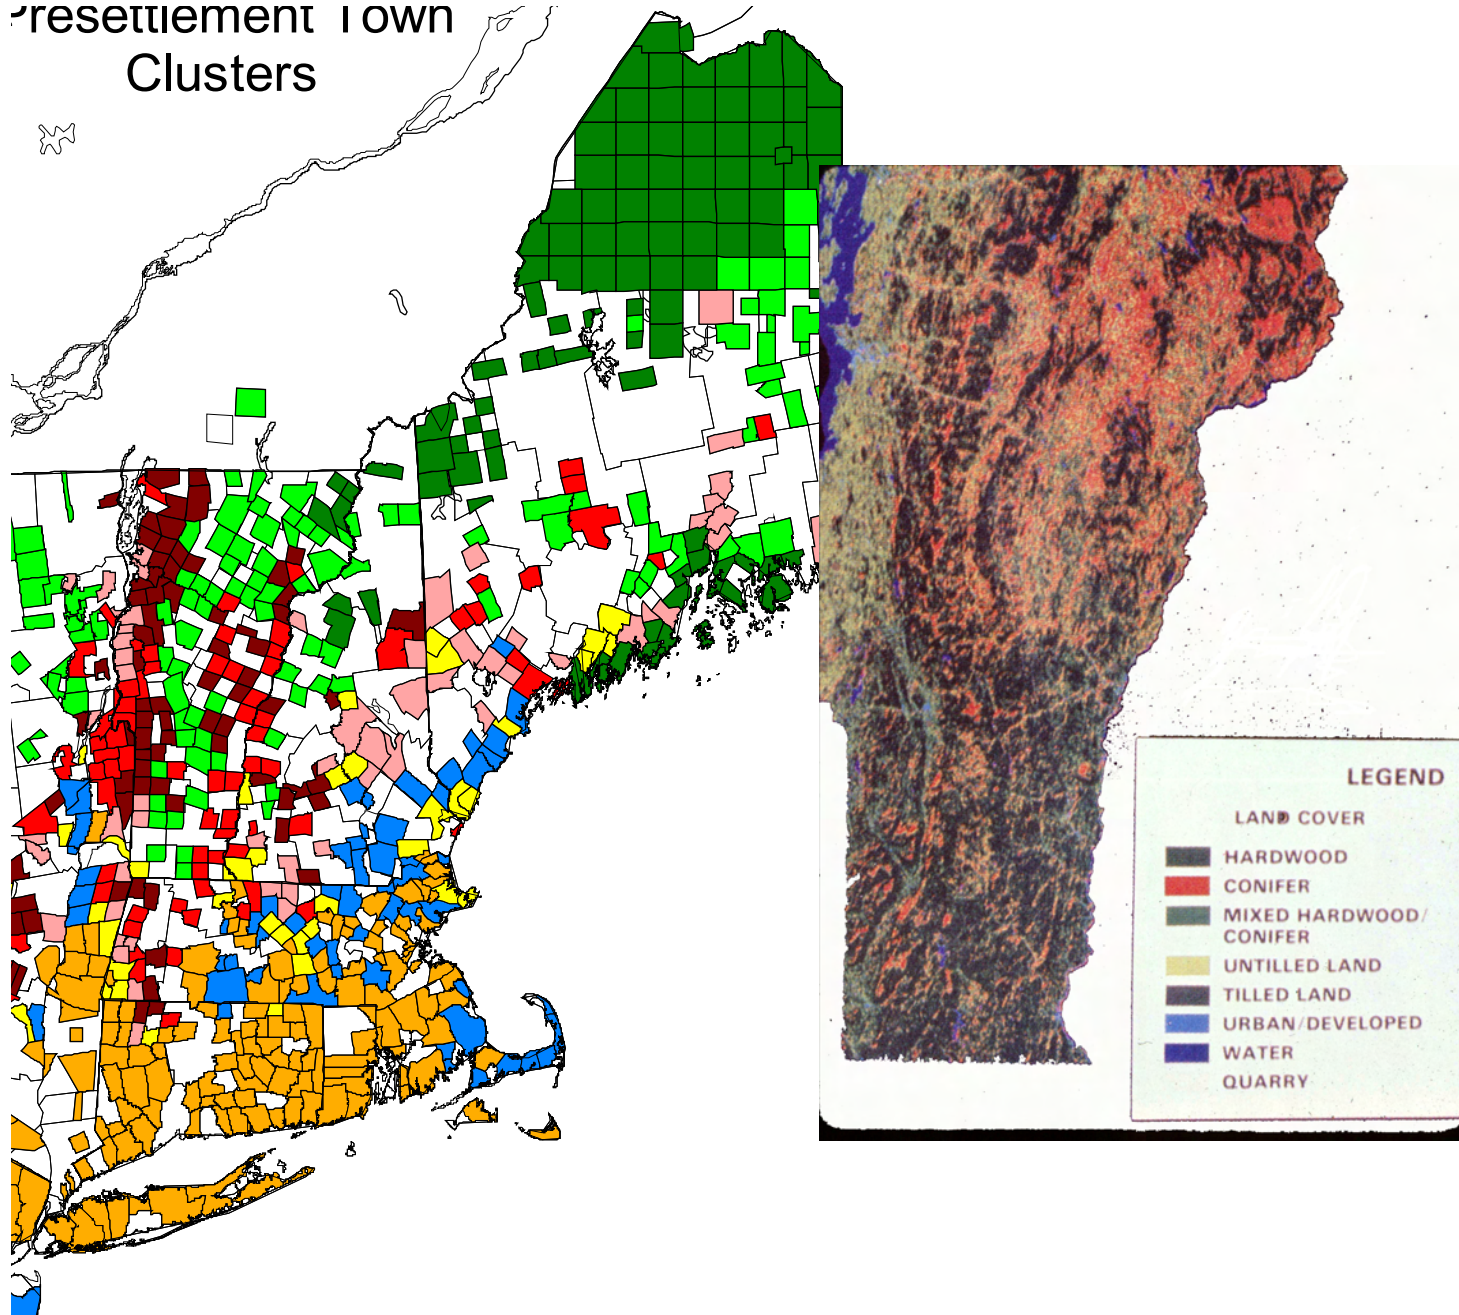 Presettlement Town
Clusters
LEGEND
LAND COVER
HARDWOOD
CONIFER
MIXED HARDWOOD/
CONIFER
UNTILLED LAND
TILLED LAND
URBAN/DEVELOPED
WATER
QUARRY